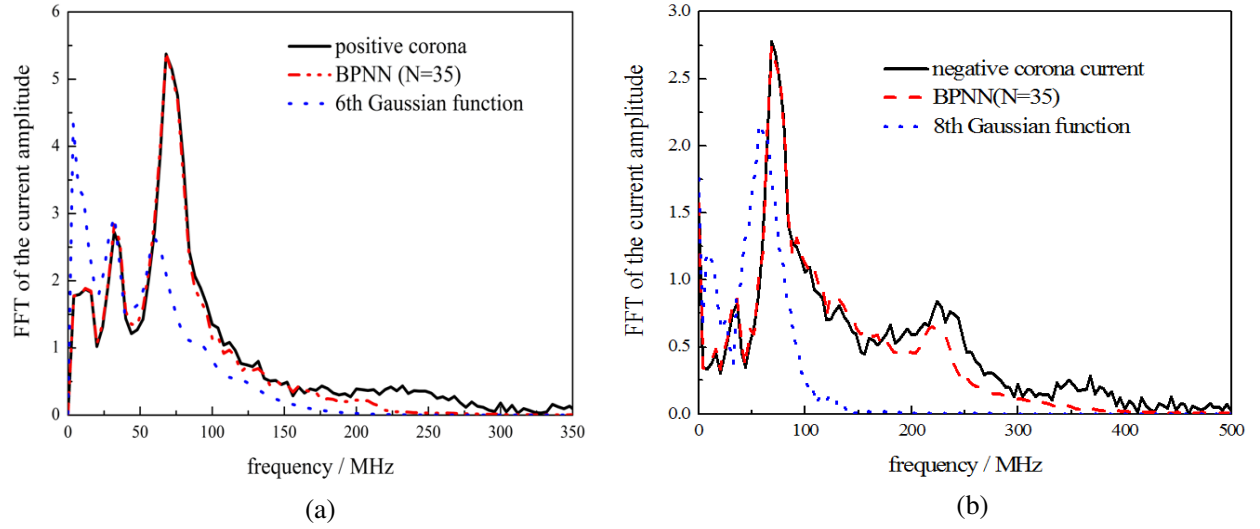 6
5
4
3
2
1
0
0 50 100 150 200 250 300 350
FFT of the current amplitude
frequency / MHz
positive corona
BPNN (N=35)
6th Gaussian function
(a)
3.0
2.5
2.0
1.5
1.0
0.5
0.0
0 100 200 300 400 500
FFT of the current amplitude
frequency / MHz
negative corona current
BPNN(N=35)
8th Gaussian function
(b)